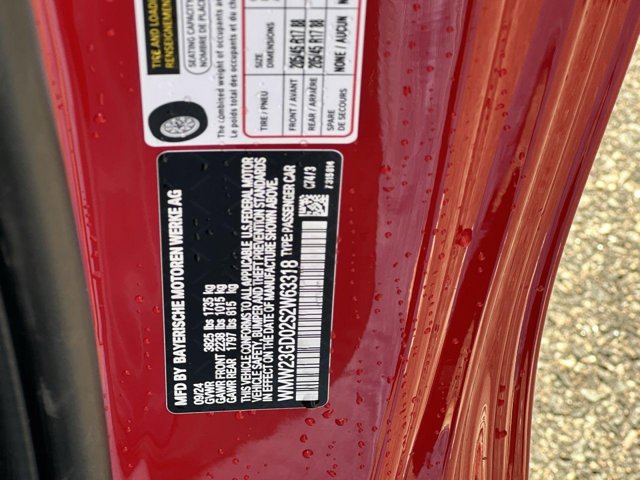 TIRE AND LOADING
RENSEIGNEMENTS
SEATING CAPACITY
NOMBRE DE PLACES
The combined weight of occupants and
Le poids total des occupants et du
TIRE / PNEU
SIZE
DIMENSIONS
FRONT / AVANT
205/45 R17 88
REAR / ARRIÈRE
205/45 R17 88
SPARE
DE SECOURS
NONE / AUCUN
MFD BY BAYERISCHE MOTOREN WERKE AG
09/24
GVWR 3825 lbs 1735 kg
GAWR FRONT 2238 lbs 1015 kg
GAWR REAR 1797 lbs 815 kg
THIS VEHICLE CONFORMS TO ALL APPLICABLE U.S.FEDERAL MOTOR
VEHICLE SAFETY, BUMPER AND THEFT PREVENTION STANDARDS
IN EFFECT ON THE DATE OF MANUFACTURE SHOWN ABOVE.
WMW23GD02S2W63318 TYPE: PASSENGER CAR